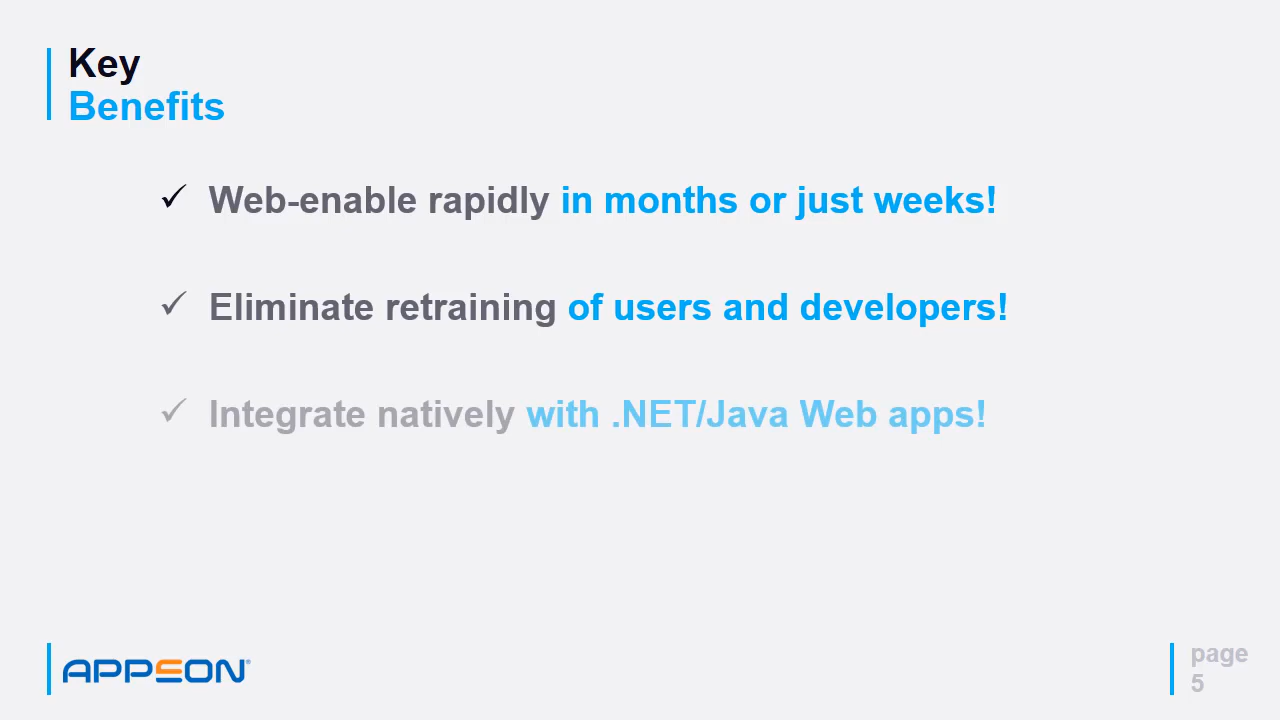 Key
Benefits
✓ Web-enable rapidly in months or just weeks!
✓ Eliminate retraining of users and developers!
✓ Integrate natively with .NET/Java Web apps!
APPEON®
page
5